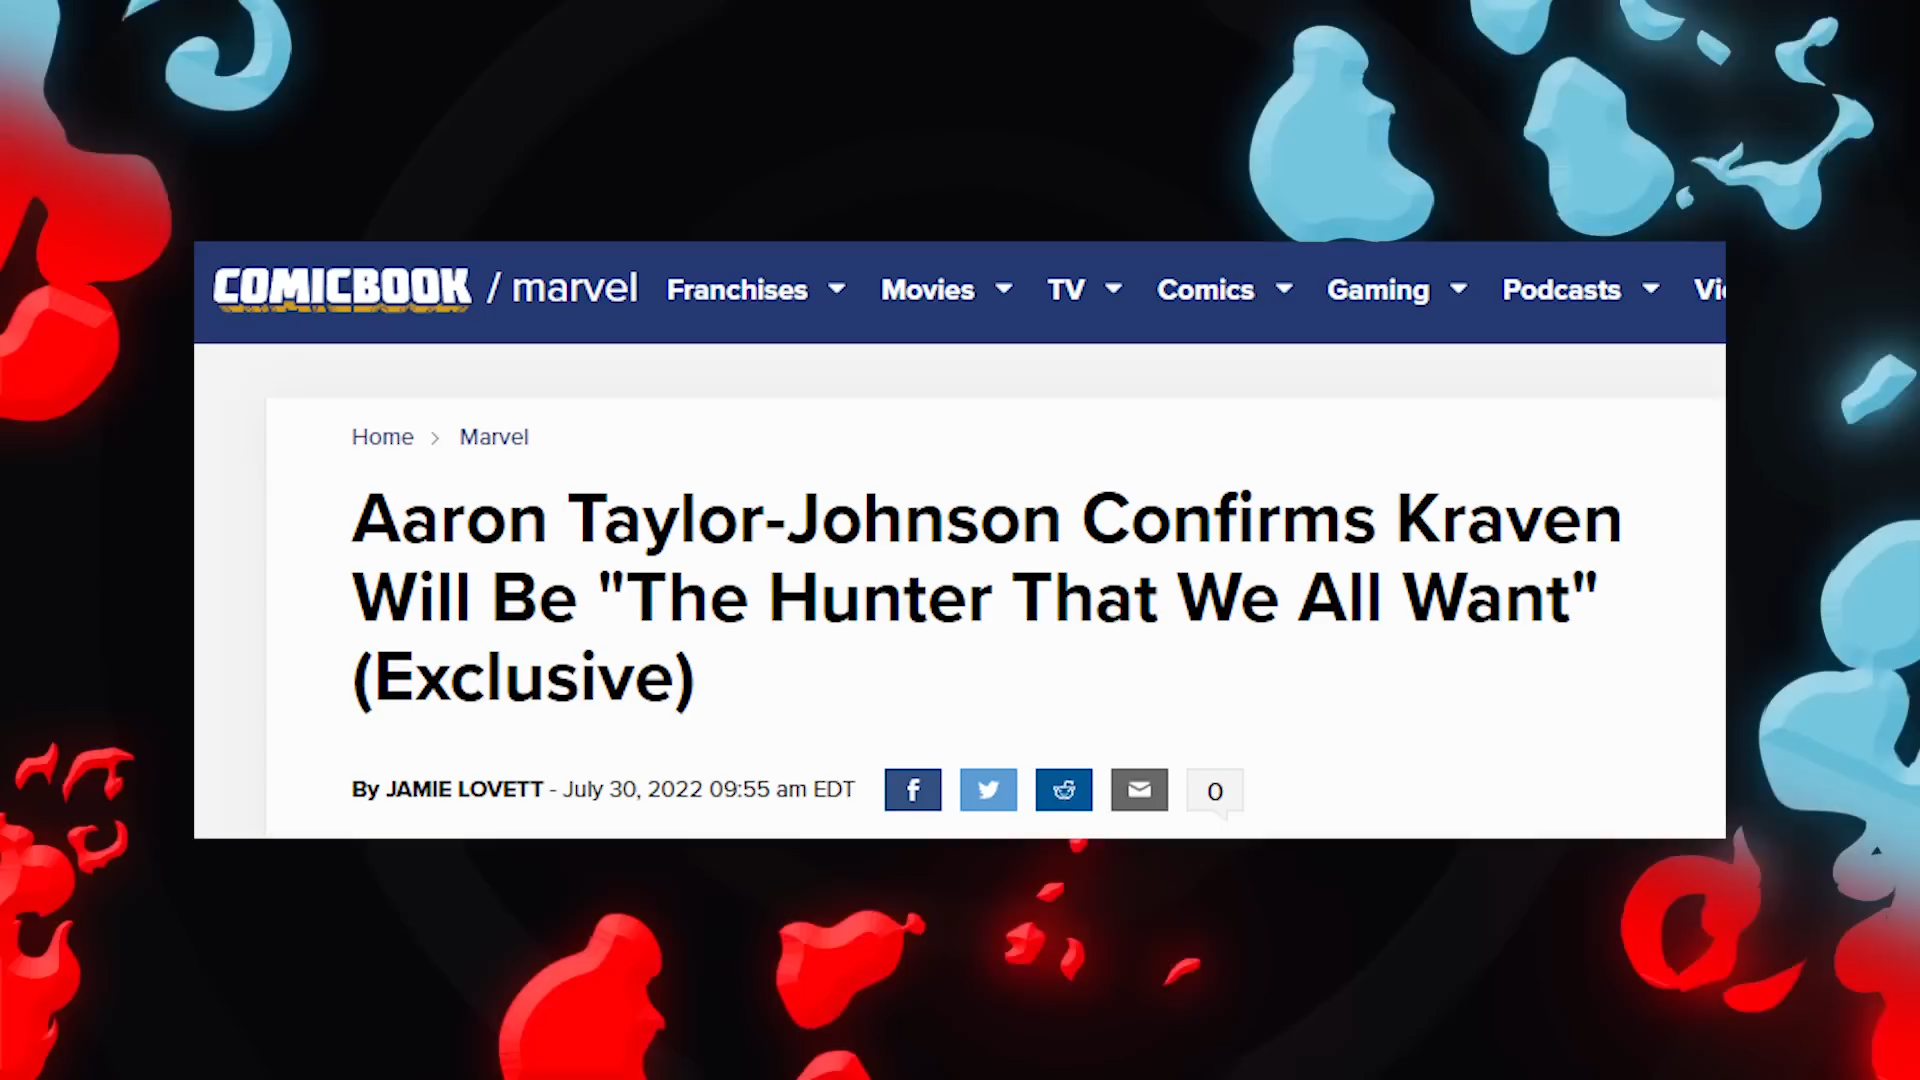 COMICBOOK / marvel Franchises Movies TV Comics Gaming Podcasts
Home > Marvel
Aaron Taylor-Johnson Confirms Kraven
Will Be "The Hunter That We All Want"
(Exclusive)
By JAMIE LOVETT - July 30, 2022 09:55 am EDT f 0